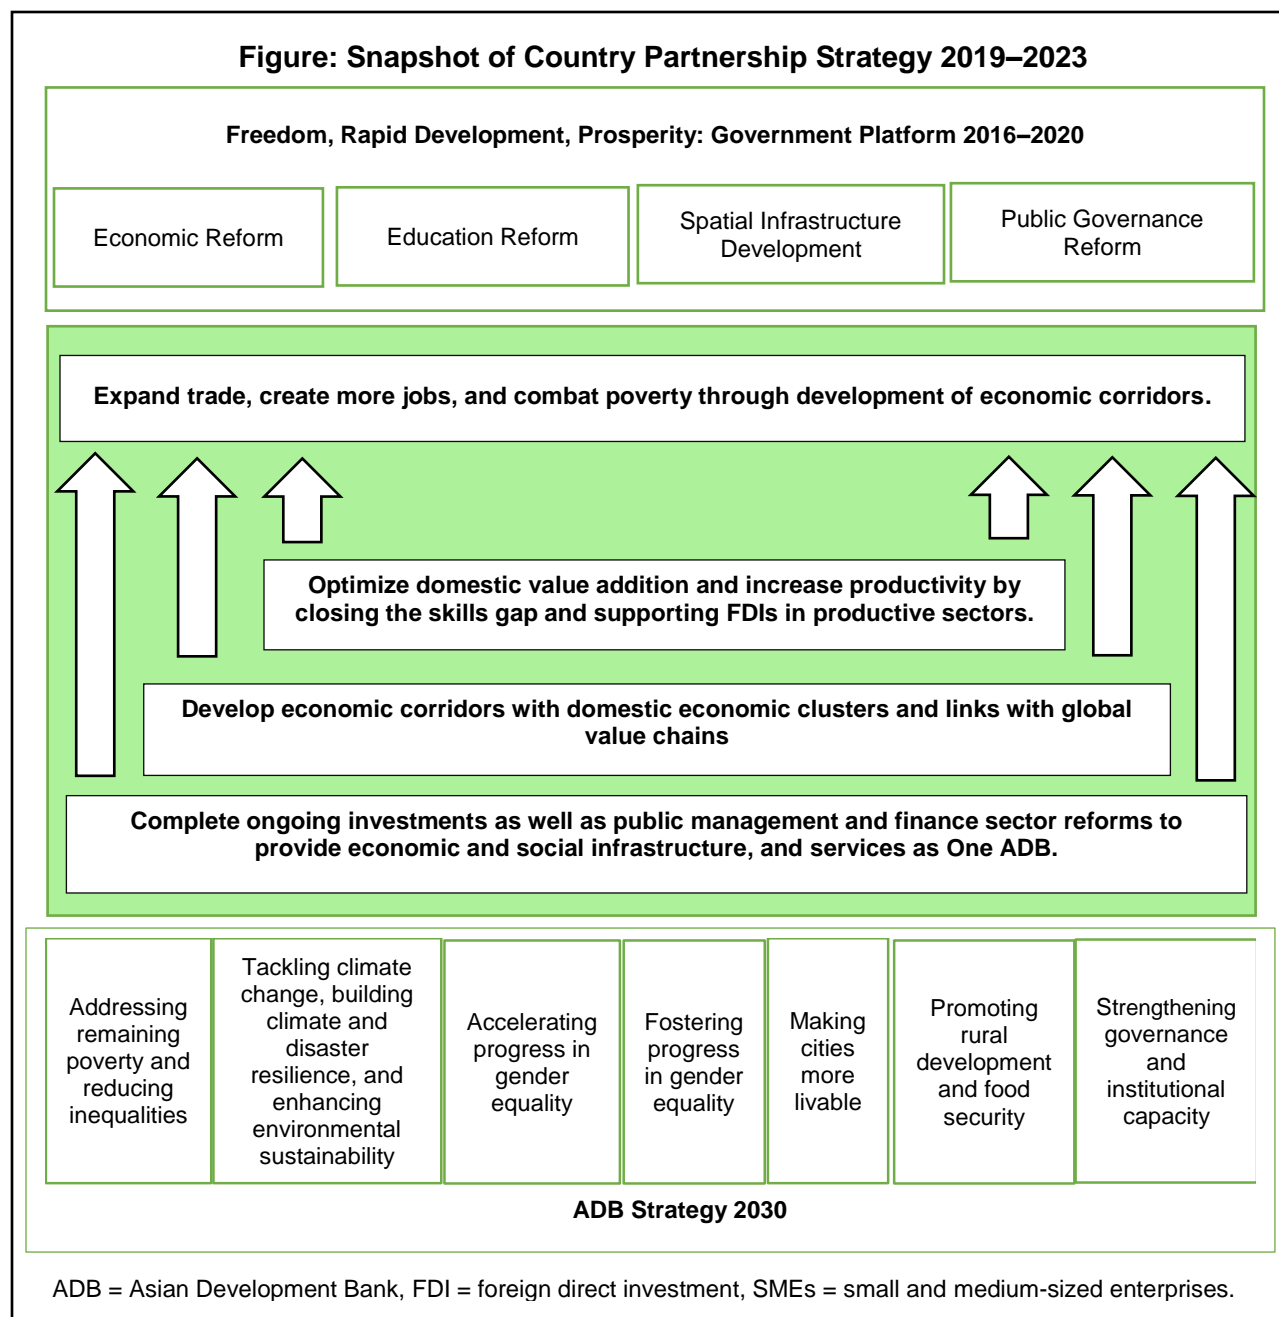 Figure: Snapshot of Country Partnership Strategy 2019–2023
Freedom, Rapid Development, Prosperity: Government Platform 2016–2020
Economic Reform
Education Reform
Spatial Infrastructure
Development
Public Governance
Reform
Expand trade, create more jobs, and combat poverty through development of economic corridors.
Optimize domestic value addition and increase productivity by
closing the skills gap and supporting FDIs in productive sectors.
Develop economic corridors with domestic economic clusters and links with global
value chains
Complete ongoing investments as well as public management and finance sector reforms to
provide economic and social infrastructure, and services as One ADB.
Addressing
remaining
poverty and
reducing
inequalities
Tackling climate
change, building
climate and
disaster
resilience, and
enhancing
environmental
sustainability
Accelerating
progress in
gender
equality
Fostering
progress
in gender
equality
Making
cities
more
livable
Promoting
rural
development
and food
security
Strengthening
governance
and
institutional
capacity
ADB Strategy 2030
ADB = Asian Development Bank, FDI = foreign direct investment, SMEs = small and medium-sized enterprises.